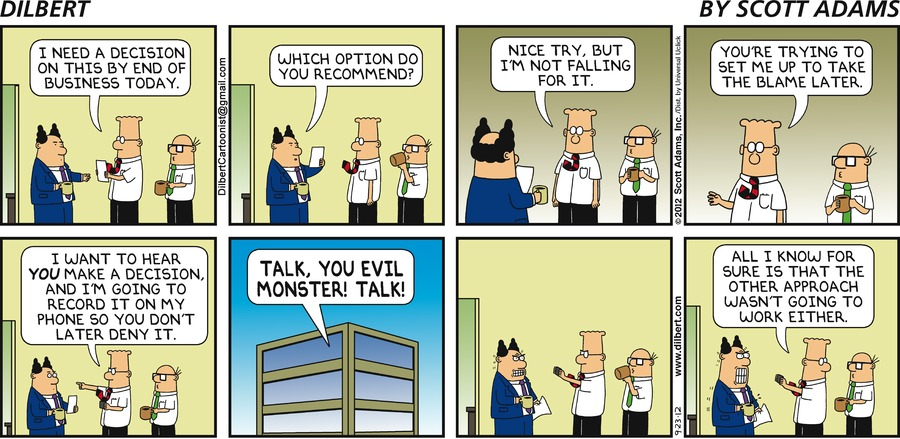 DILBERT
BY SCOTT ADAMS
I NEED A DECISION
ON THIS BY END OF
BUSINESS TODAY.
DilbertCartoonist@gmail.com
WHICH OPTION DO
YOU RECOMMEND?
NICE TRY, BUT
I'M NOT FALLING
FOR IT.
©2012 Scott Adams, Inc./Dist. by Universal Uclick
YOU'RE TRYING TO
SET ME UP TO TAKE
THE BLAME LATER.
I WANT TO HEAR
YOU MAKE A DECISION,
AND I'M GOING TO
RECORD IT ON MY
PHONE SO YOU DON'T
LATER DENY IT.
TALK, YOU EVIL
MONSTER! TALK!
9-23-12 www.dilbert.com
ALL I KNOW FOR
SURE IS THAT THE
OTHER APPROACH
WASN'T GOING TO
WORK EITHER.